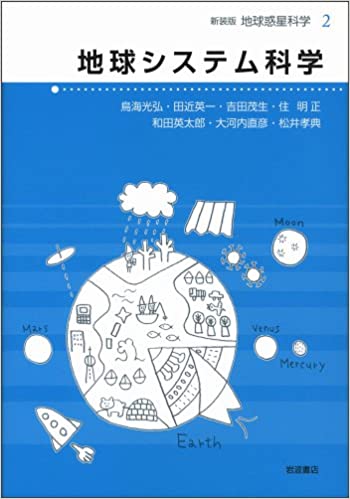 新装版 地球惑星科学 2
地球システム科学
鳥海光弘・田近英一・吉田茂生・住 明正
和田英太郎・大河内直彦・松井孝典
Moon
Mars
Venus
Mercury
Earth
岩波書店